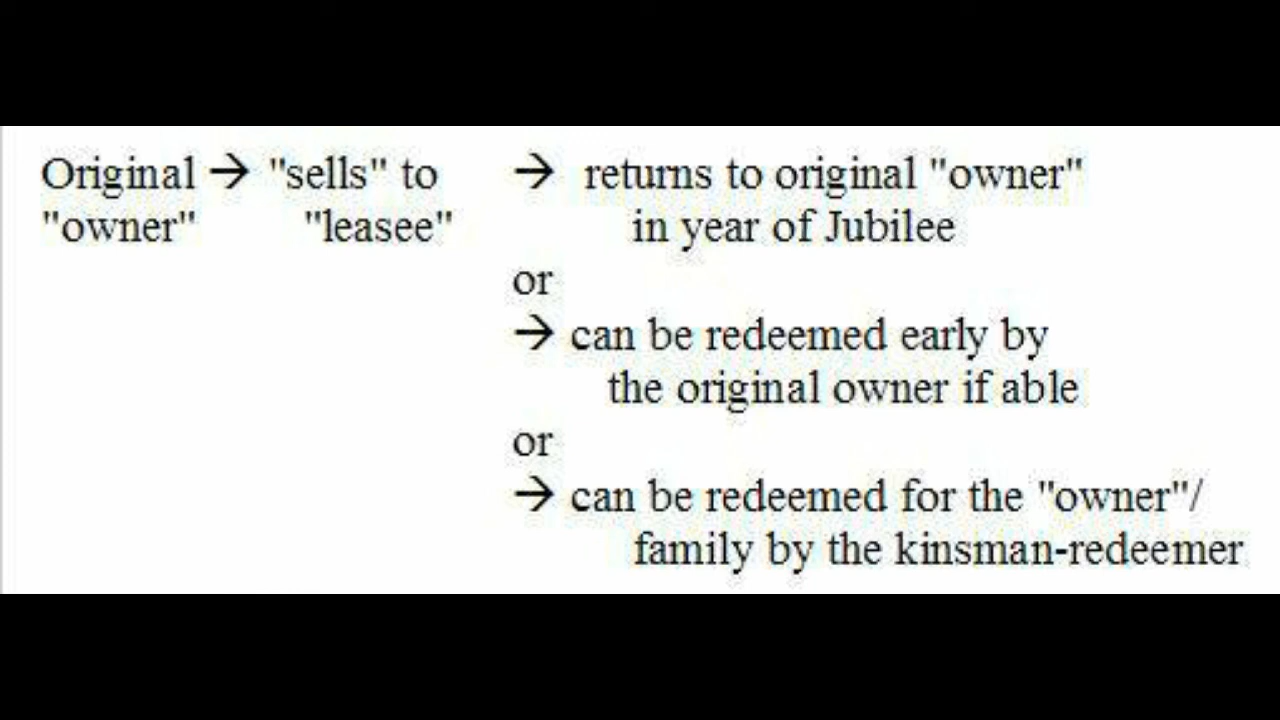 Original → "sells" to → returns to original "owner"
"owner" "leasee" in year of Jubilee
or
→ can be redeemed early by
the original owner if able
or
→ can be redeemed for the "owner"/
family by the kinsman-redeemer